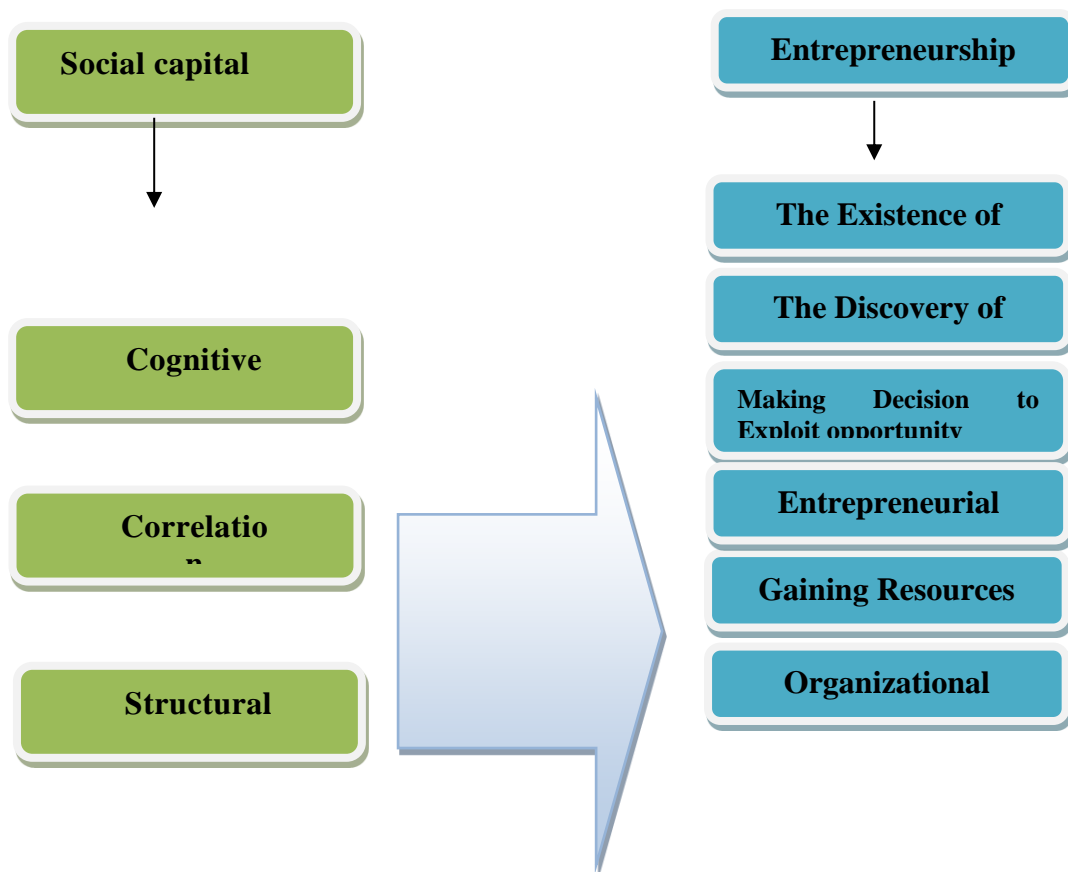 Social capital
Cognitive
Correlatio
n
Structural
Entrepreneurship
The Existence of
The Discovery of
Making Decision to
Exploit opportunity
Entrepreneurial
Gaining Resources
Organizational